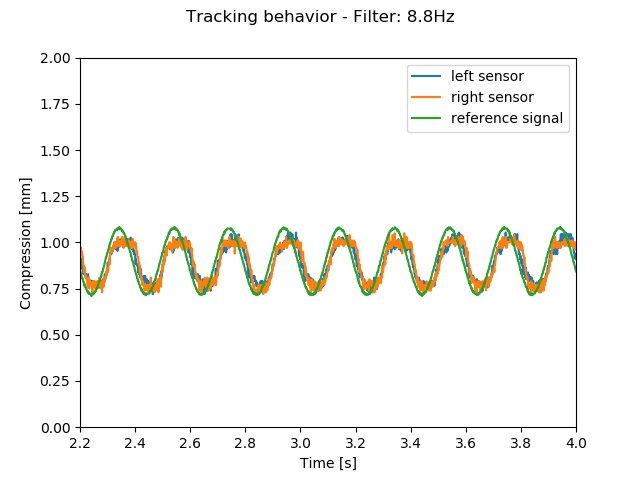 Tracking behavior - Filter: 8.8Hz
2.00
1.75
1.50
1.25
1.00
0.75
0.50
0.25
0.00
Compression [mm]
left sensor
right sensor
reference signal
2.2 2.4 2.6 2.8 3.0 3.2 3.4 3.6 3.8 4.0
Time [s]